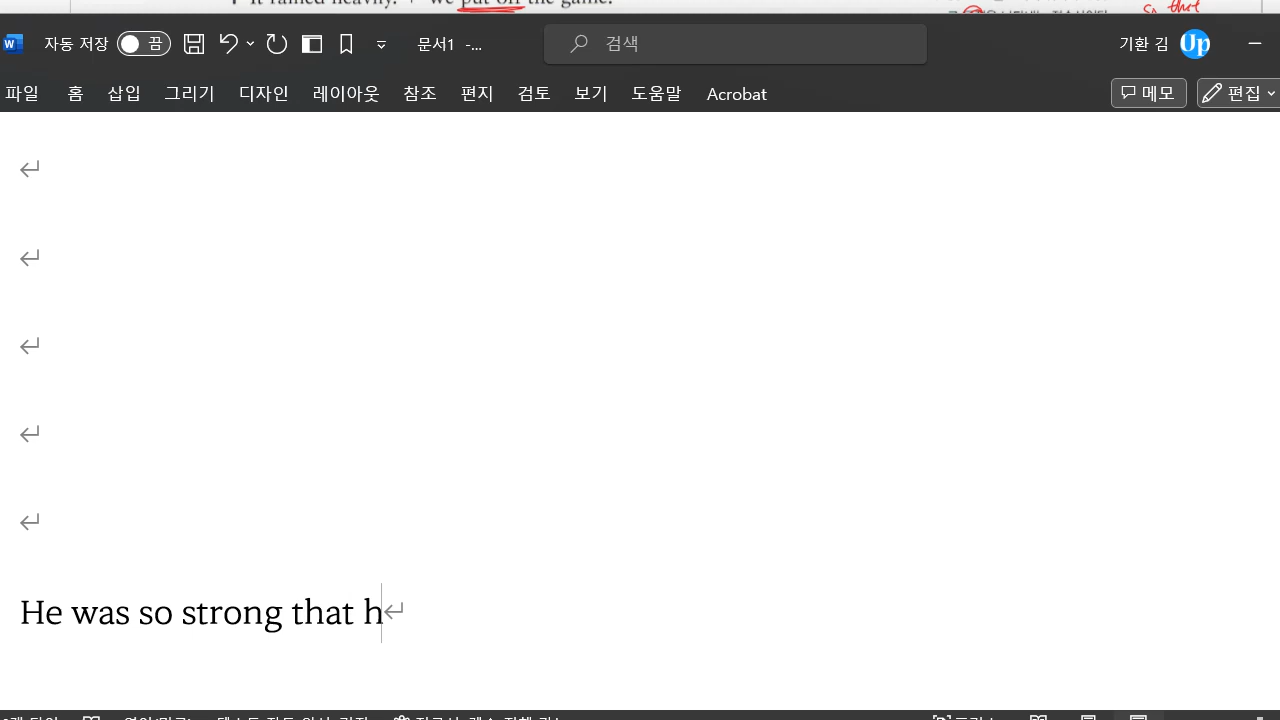 It rained heavily. + we put off the game.
so that
자동 저장 끔 문서1 -... 검색 기환 김
파일 홈 삽입 그리기 디자인 레이아웃 참조 편지 검토 보기 도움말 Acrobat 메모 편집
He was so strong that h